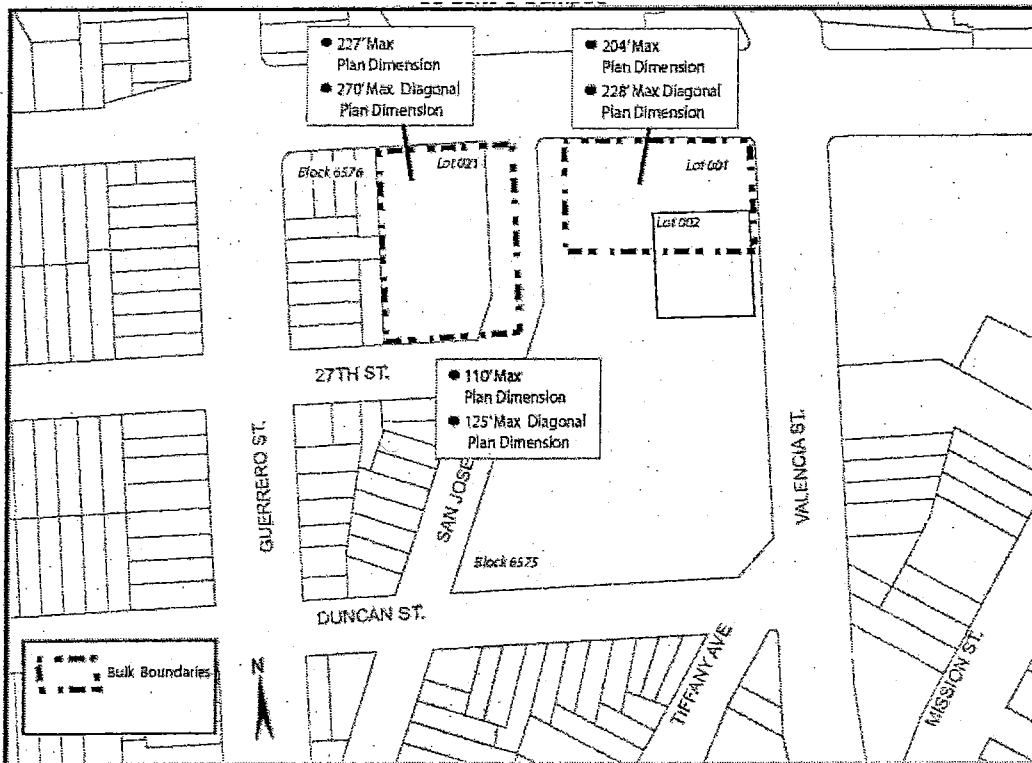 227' Max
Plan Dimension
270' Max Diagonal
Plan Dimension
204' Max
Plan Dimension
228' Max Diagonal
Plan Dimension
Block 6576
Lot 021
Lot 001
Lot 002
27TH ST.
110' Max
Plan Dimension
125' Max Diagonal
Plan Dimension
GUERRERO ST.
SAN JOSE
VALENCIA ST.
Block 6575
DUNCAN ST.
TIFFANY AVE
MISSION ST.
Bulk Boundaries
N